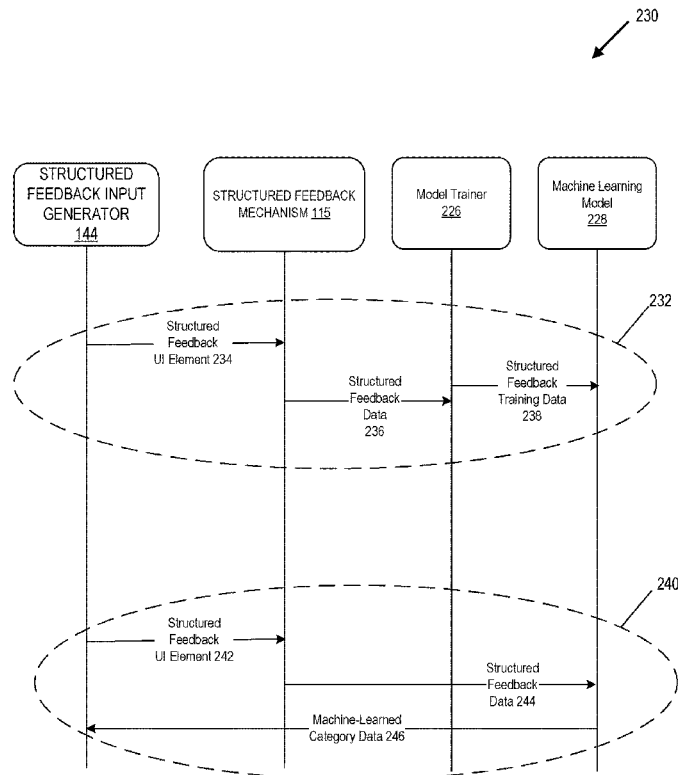 230
STRUCTURED
FEEDBACK INPUT
GENERATOR
144
STRUCTURED FEEDBACK
MECHANISM 115
Model Trainer
226
Machine Learning
Model
228
232
Structured
Feedback
UI Element 234
Structured
Feedback
Data
236
Structured
Feedback
Training Data
238
240
Structured
Feedback
UI Element 242
Structured
Feedback
Data 244
Machine-Learned
Category Data 246